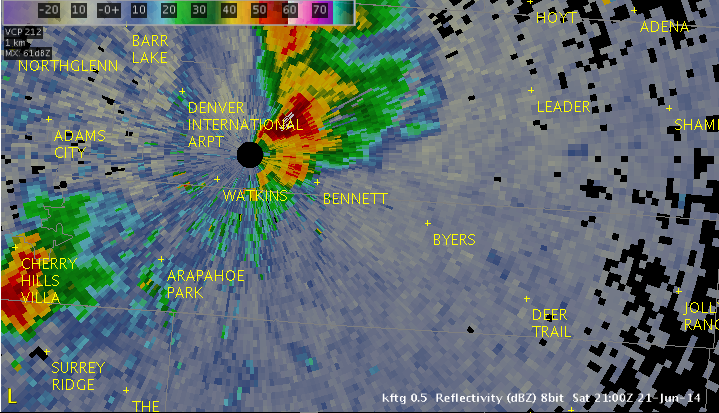 -20 10 -0+ 10 20 30 40 50 60 70
VCP 21Z
1 km
MX: 61dBZ
HOYT
ADENA
BARR
LAKE
NORTHGLENN
LEADER
DENVER
INTERNATIONAL
ARPT
SHAM
ADAMS
CITY
WATKINS
BENNETT
BYERS
CHERRY
HILLS
VILLA
ARAPAHOE
PARK
DEER
TRAIL
JOLL
RANC
SURREY
RIDGE
L
THE
kftg 0.5 Reflectivity (dBZ) 8bit Sat 21:00Z 21-Jun-14